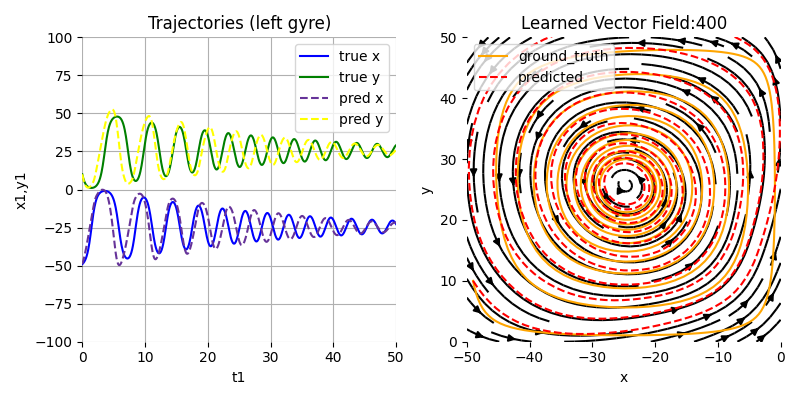 Trajectories (left gyre)
x1,y1
100
75
50
25
0
−25
−50
−75
−100
0
10
20
30
40
50
t1
true x
true y
pred x
pred y
Learned Vector Field:400
y
50
40
30
20
10
0
−50
−40
−30
−20
−10
0
x
ground_truth
predicted